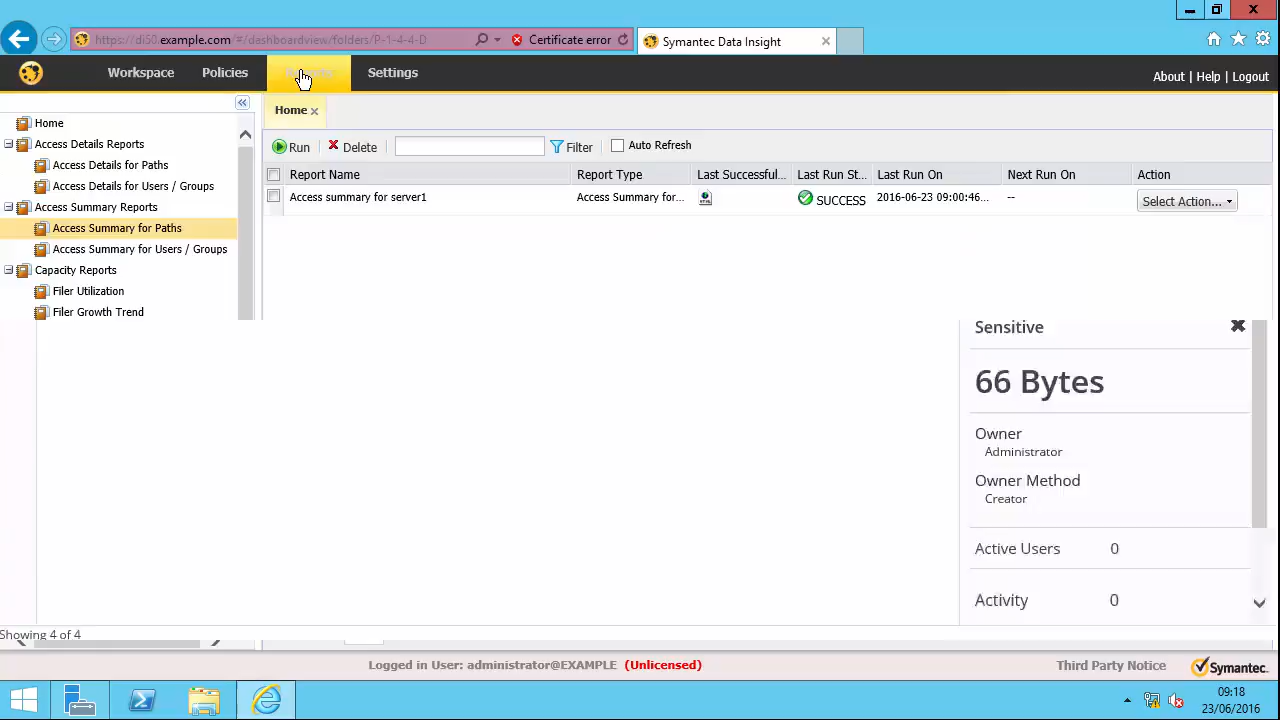 https://di50.example.com/#/dashboardview/folders/P-1-4-4-D
Certificate error
Symantec Data Insight
Workspace
Policies
Reports
Settings
About | Help | Logout
Home
Access Details Reports
Access Details for Paths
Access Details for Users / Groups
Access Summary Reports
Access Summary for Paths
Access Summary for Users / Groups
Capacity Reports
Filer Utilization
Filer Growth Trend
Home
Run
Delete
Filter
Auto Refresh
Report Name
Report Type
Last Successful...
Last Run St...
Last Run On
Next Run On
Action
Access summary for server1
Access Summary for...
SUCCESS
2016-06-23 09:00:46...
--
Select Action...
Sensitive
66 Bytes
Owner
Administrator
Owner Method
Creator
Active Users 0
Activity 0
Showing 4 of 4
Logged in User: administrator@EXAMPLE (Unlicensed)
Third Party Notice
Symantec.
09:18
23/06/2016